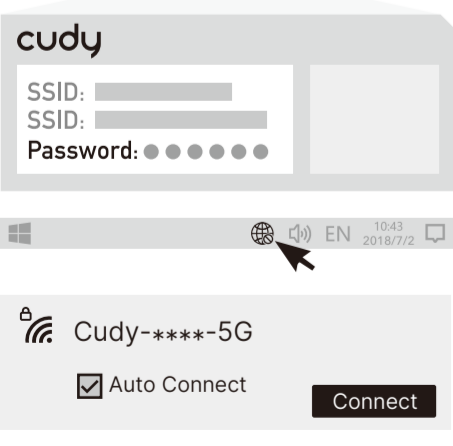 cudy
SSID:
SSID:
Password:
EN
10:43
2018/7/2
Cudy-****-5G
Auto Connect
Connect